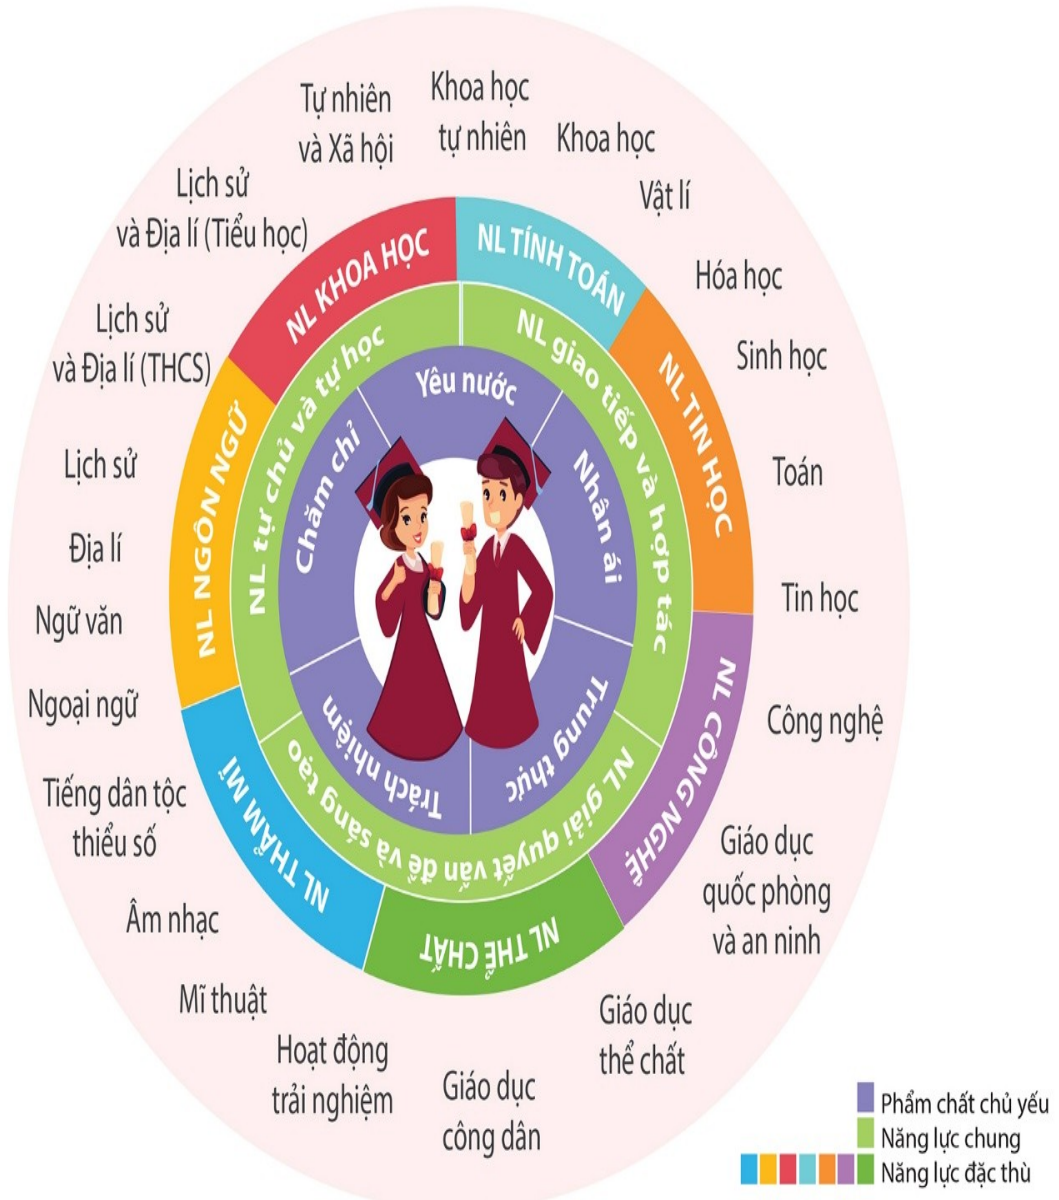 Tự nhiên
và Xã hội
Khoa học
tự nhiên
Khoa học
Vật lí
Hóa học
Sinh học
Toán
Tin học
Công nghệ
Giáo dục
quốc phòng
và an ninh
Giáo dục
thể chất
Giáo dục
công dân
Hoạt động
trải nghiệm
Mĩ thuật
Âm nhạc
Tiếng dân tộc
thiểu số
Ngoại ngữ
Ngữ văn
Địa lí
Lịch sử
Lịch sử
và Địa lí (THCS)
Lịch sử
và Địa lí (Tiểu học)
NL KHOA HỌC
NL TÍNH TOÁN
NL TIN HỌC
NL CÔNG NGHỆ
NL THỂ CHẤT
NL THẨM MĨ
NL NGÔN NGỮ
NL tự chủ và tự học
NL giao tiếp và hợp tác
NL giải quyết vấn đề và sáng tạo
Yêu nước
Nhân ái
Trung thực
Trách nhiệm
Chăm chỉ
Phẩm chất chủ yếu
Năng lực chung
Năng lực đặc thù